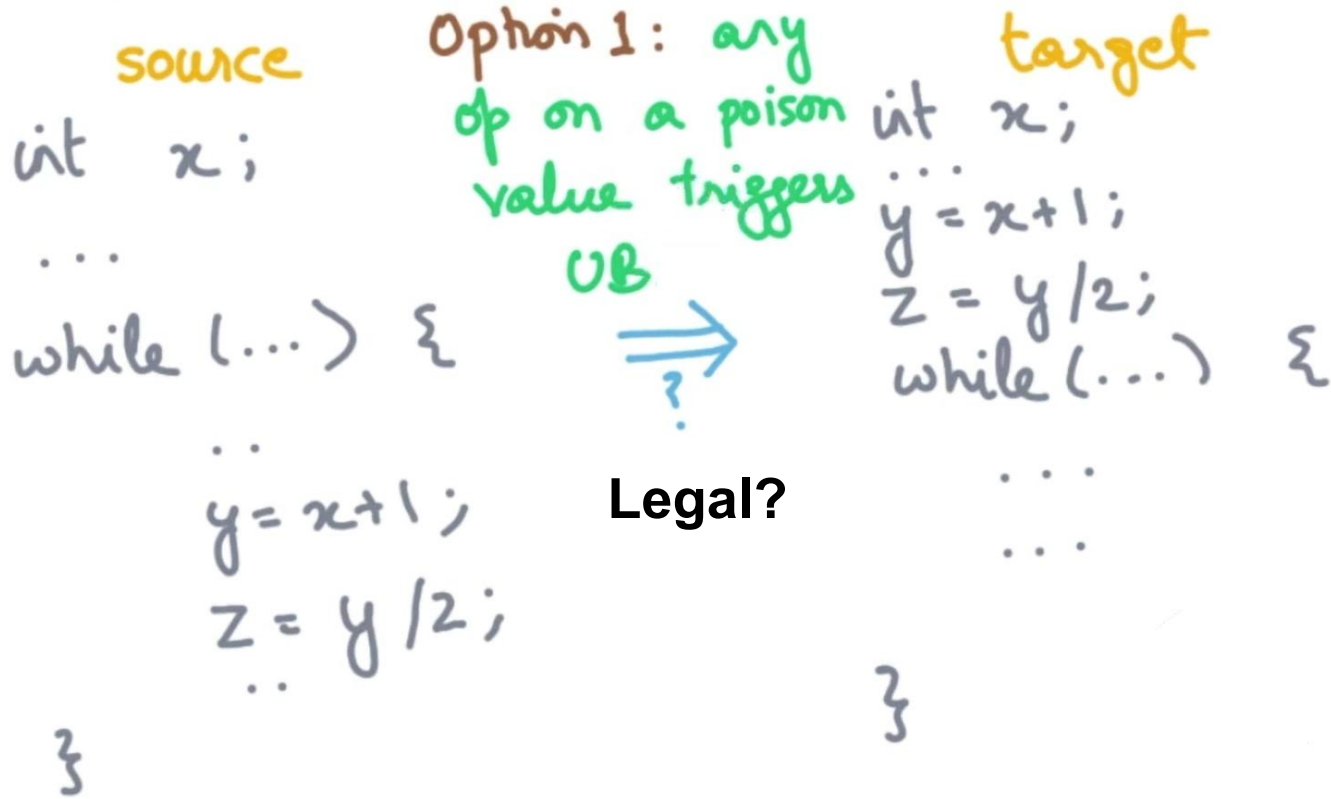 source
int x;
...
while (...) {
..
y = x+1;
z = y/2;
..
}
Option 1: any
op on a poison
value triggers
UB
?
Legal?
target
int x;
...
y = x+1;
z = y/2;
while (...) {
...
...
}